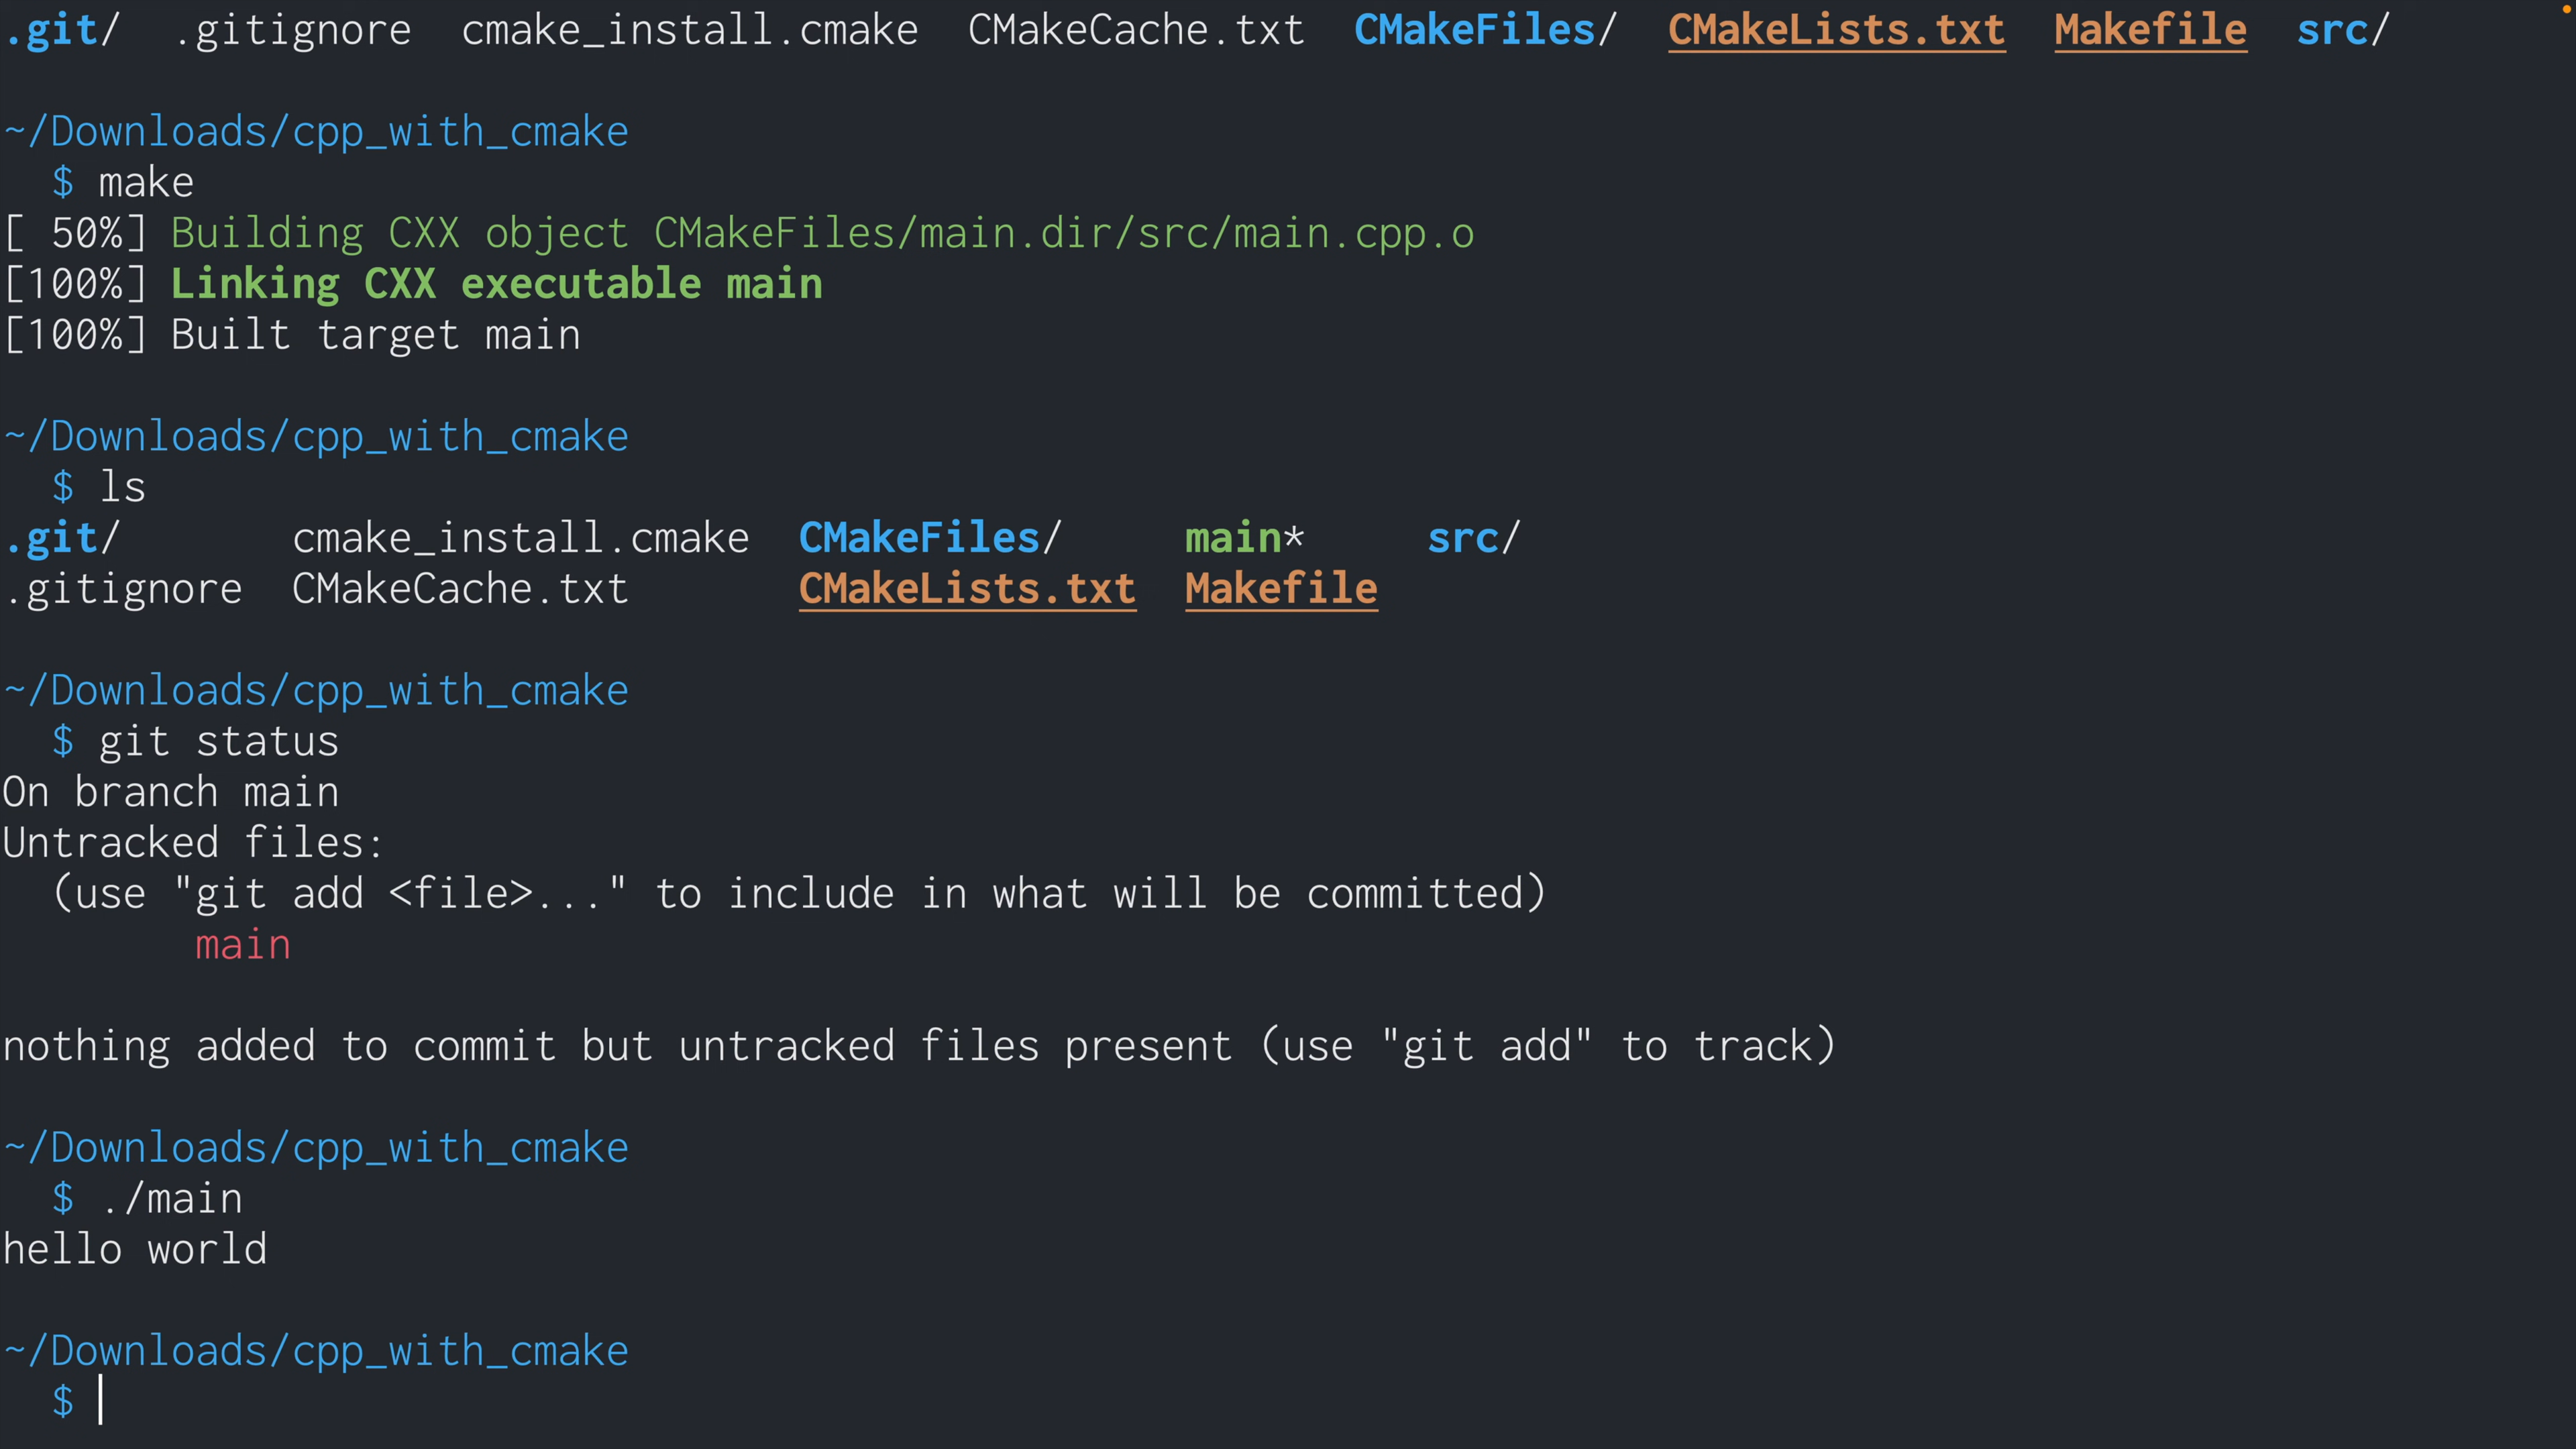 .git/ .gitignore cmake_install.cmake CMakeCache.txt CMakeFiles/ CMakeLists.txt Makefile src/
~/Downloads/cpp_with_cmake
$ make
[ 50%] Building CXX object CMakeFiles/main.dir/src/main.cpp.o
[100%] Linking CXX executable main
[100%] Built target main
~/Downloads/cpp_with_cmake
$ ls
.git/ cmake_install.cmake CMakeFiles/ main* src/
.gitignore CMakeCache.txt CMakeLists.txt Makefile
~/Downloads/cpp_with_cmake
$ git status
On branch main
Untracked files:
(use "git add <file>..." to include in what will be committed)
main
nothing added to commit but untracked files present (use "git add" to track)
~/Downloads/cpp_with_cmake
$ ./main
hello world
~/Downloads/cpp_with_cmake
$